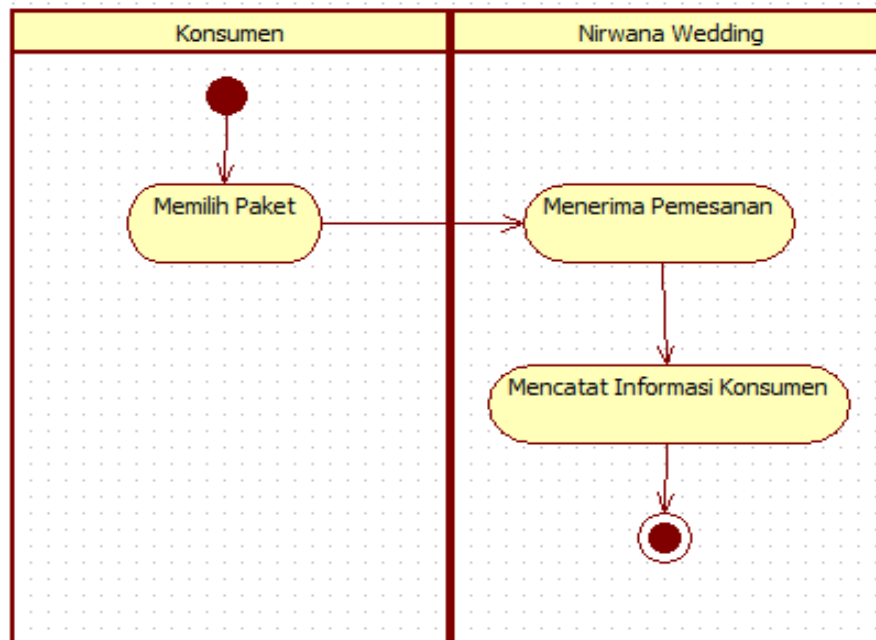 Konsumen
Nirwana Wedding
Memilih Paket
Menerima Pemesanan
Mencatat Informasi Konsumen